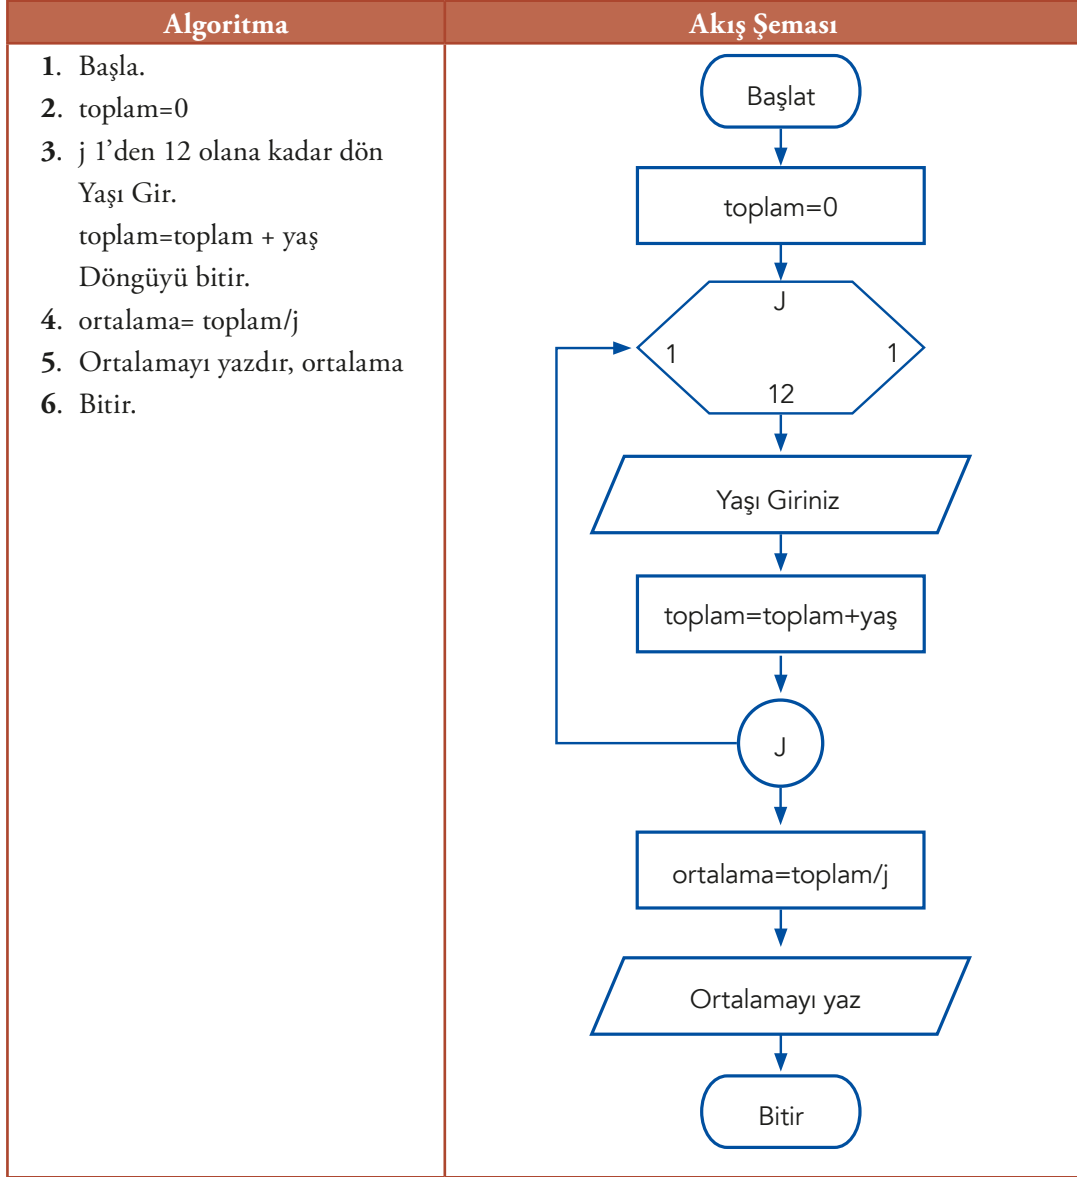 Algoritma
1. Başla.
2. toplam=0
3. j 1’den 12 olana kadar dön
Yaşı Gir.
toplam=toplam + yaş
Döngüyü bitir.
4. ortalama= toplam/j
5. Ortalamayı yazdır, ortalama
6. Bitir.
Akış Şeması
Başlat
toplam=0
J
1 1
12
Yaşı Giriniz
toplam=toplam+yaş
J
ortalama=toplam/j
Ortalamayı yaz
Bitir